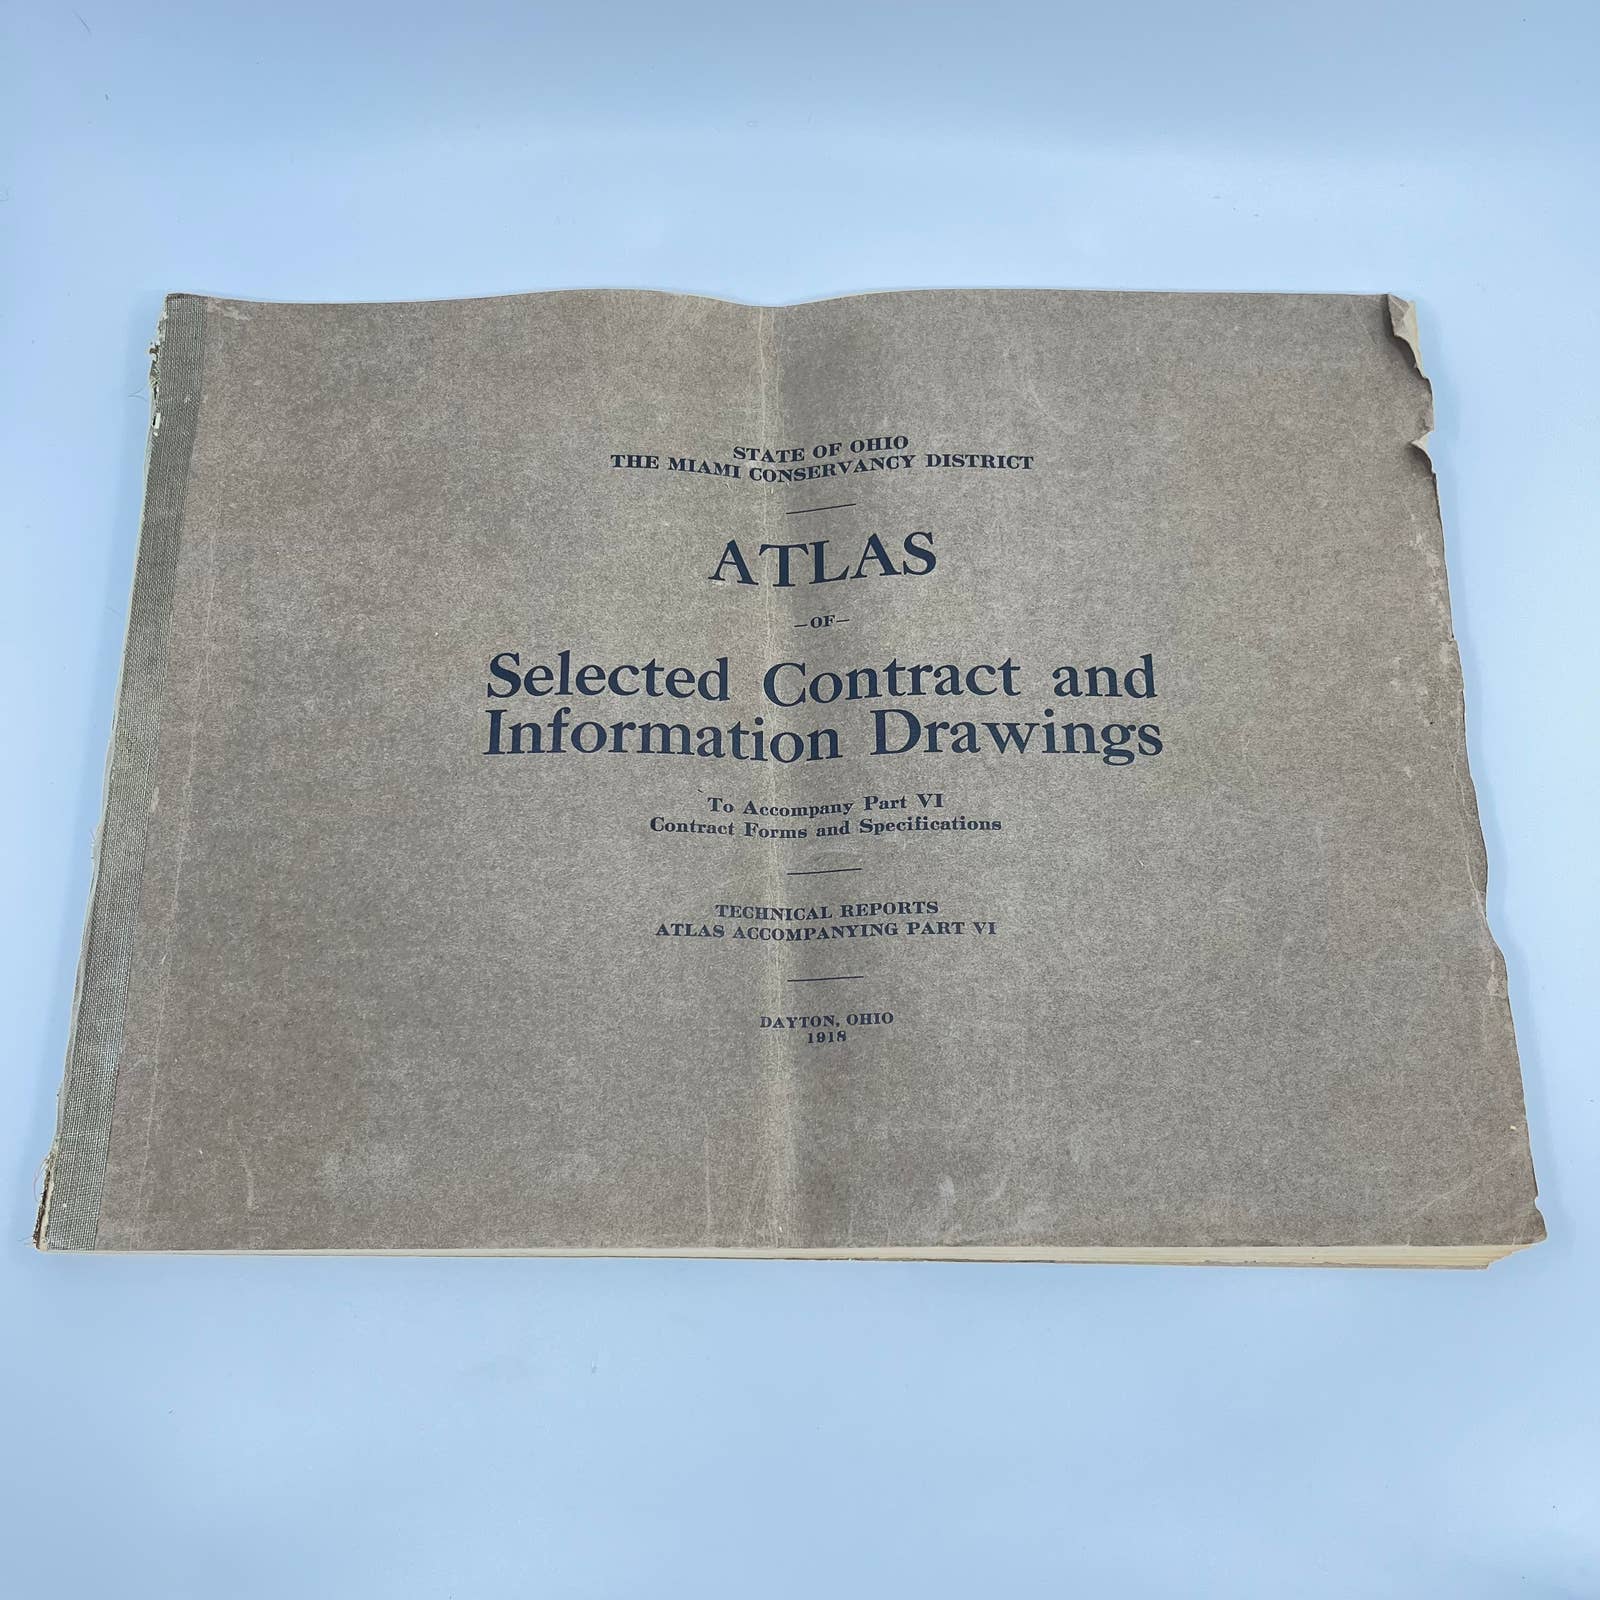 STATE OF OHIO
THE MIAMI CONSERVANCY DISTRICT
ATLAS
—OF—
Selected Contract and
Information Drawings
To Accompany Part VI
Contract Forms and Specifications
TECHNICAL REPORTS
ATLAS ACCOMPANYING PART VI
DAYTON, OHIO
1918